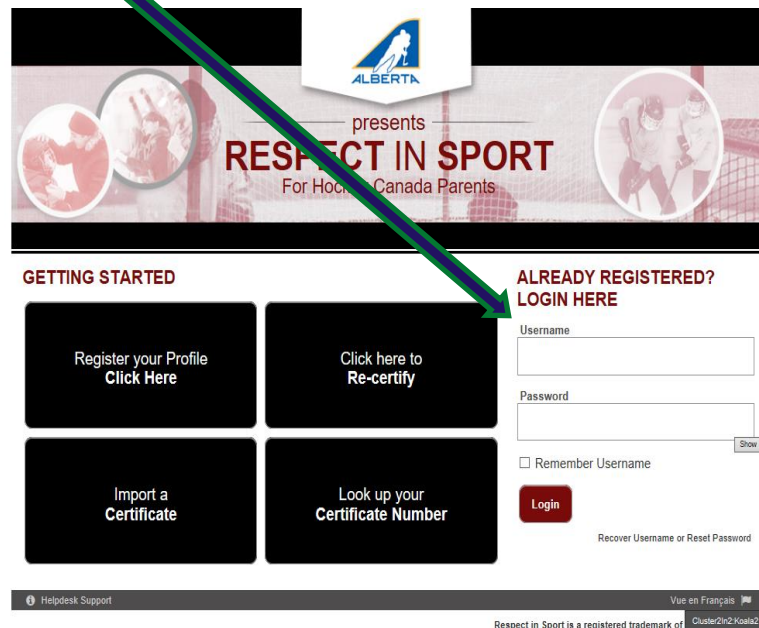 ALBERTA
presents
RESPECT IN SPORT
For Hockey Canada Parents
GETTING STARTED
Register your Profile
Click Here
Click here to
Re-certify
Import a
Certificate
Look up your
Certificate Number
ALREADY REGISTERED?
LOGIN HERE
Username
Password
Show
Remember Username
Login
Recover Username or Reset Password
Helpdesk Support
Vue en Français
Respect in Sport is a registered trademark of
Cluster2In2:Koala2